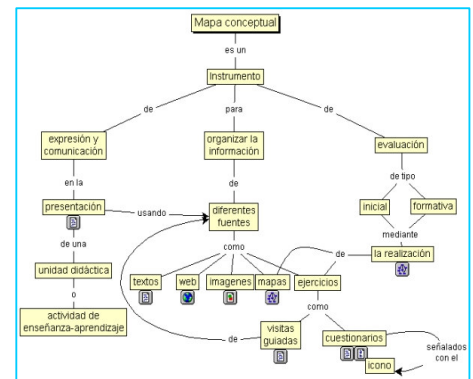 Mapa conceptual
es un
Instrumento
de
para
de
expresión y
comunicación
organizar la
información
evaluación
en la
de
de tipo
presentación
usando
diferentes
fuentes
inicial
formativa
de una
como
de
mediante
la realización
unidad didáctica
textos
web
imagenes
mapas
ejercicios
o
como
actividad de
enseñanza-aprendizaje
de
visitas
guiadas
cuestionarios
señalados
con el
icono